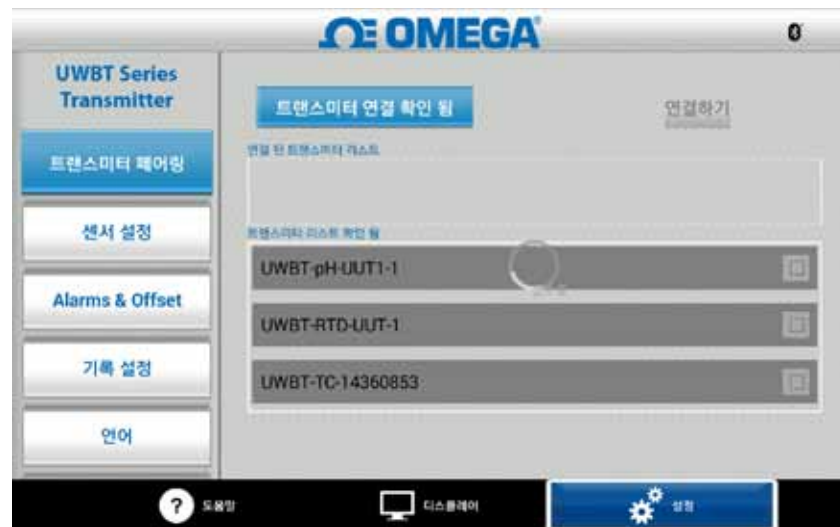 OMEGA
UWBT Series
Transmitter
트랜스미터 페어링
센서 설정
Alarms & Offset
기록 설정
언어
트랜스미터 연결 확인 됨
연결하기
연결 된 트랜스미터 리스트
트랜스미터 리스트 확인 됨
UWBT-pH-UUT1-1
UWBT-RTD-UUT-1
UWBT-TC-14360853
? 도움말
디스플레이
설정